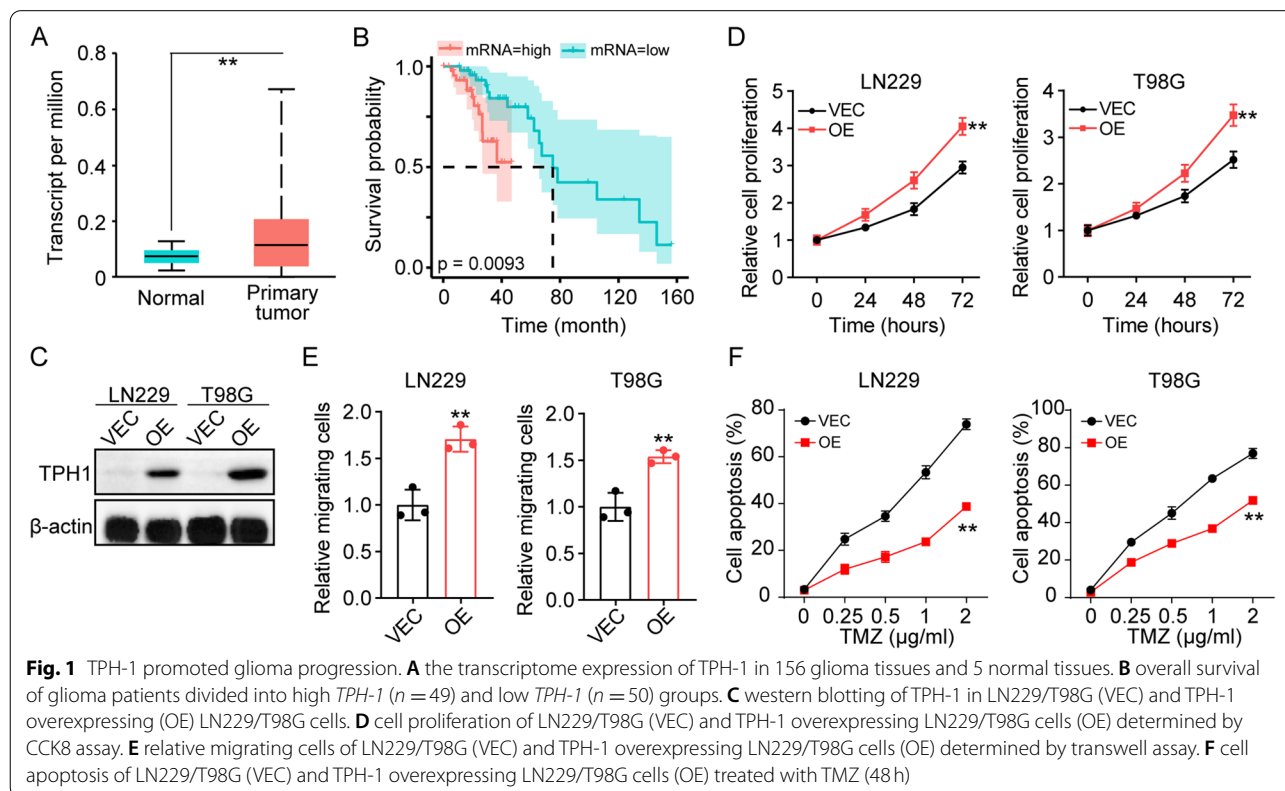 A
Transcript per million
0.8
0.6
0.4
0.2
0
**
Normal
Primary
tumor
B
mRNA=high mRNA=low
Survival probability
1.0
0.5
0.0
p = 0.0093
0 40 80 120 160
Time (month)
C
LN229 T98G
VEC OE VEC OE
TPH1
β-actin
D
LN229
Relative cell proliferation
5
4
3
2
1
0
VEC
OE
**
0 24 48 72
Time (hours)
T98G
Relative cell proliferation
4
3
2
1
0
VEC
OE
**
0 24 48 72
Time (hours)
E
LN229
Relative migrating cells
2.0
1.5
1.0
0.5
0.0
**
VEC OE
T98G
Relative migrating cells
2.0
1.5
1.0
0.5
0.0
**
VEC OE
F
LN229
Cell apoptosis (%)
80
60
40
20
0
VEC
OE
**
0 0.25 0.5 1 2
TMZ (μg/ml)
T98G
Cell apoptosis (%)
100
80
60
40
20
0
VEC
OE
**
0 0.25 0.5 1 2
TMZ (μg/ml)
Fig. 1 TPH-1 promoted glioma progression. A the transcriptome expression of TPH-1 in 156 glioma tissues and 5 normal tissues. B overall survival
of glioma patients divided into high TPH-1 (n = 49) and low TPH-1 (n = 50) groups. C western blotting of TPH-1 in LN229/T98G (VEC) and TPH-1
overexpressing (OE) LN229/T98G cells. D cell proliferation of LN229/T98G (VEC) and TPH-1 overexpressing LN229/T98G cells (OE) determined by
CCK8 assay. E relative migrating cells of LN229/T98G (VEC) and TPH-1 overexpressing LN229/T98G cells (OE) determined by transwell assay. F cell
apoptosis of LN229/T98G (VEC) and TPH-1 overexpressing LN229/T98G cells (OE) treated with TMZ (48 h)